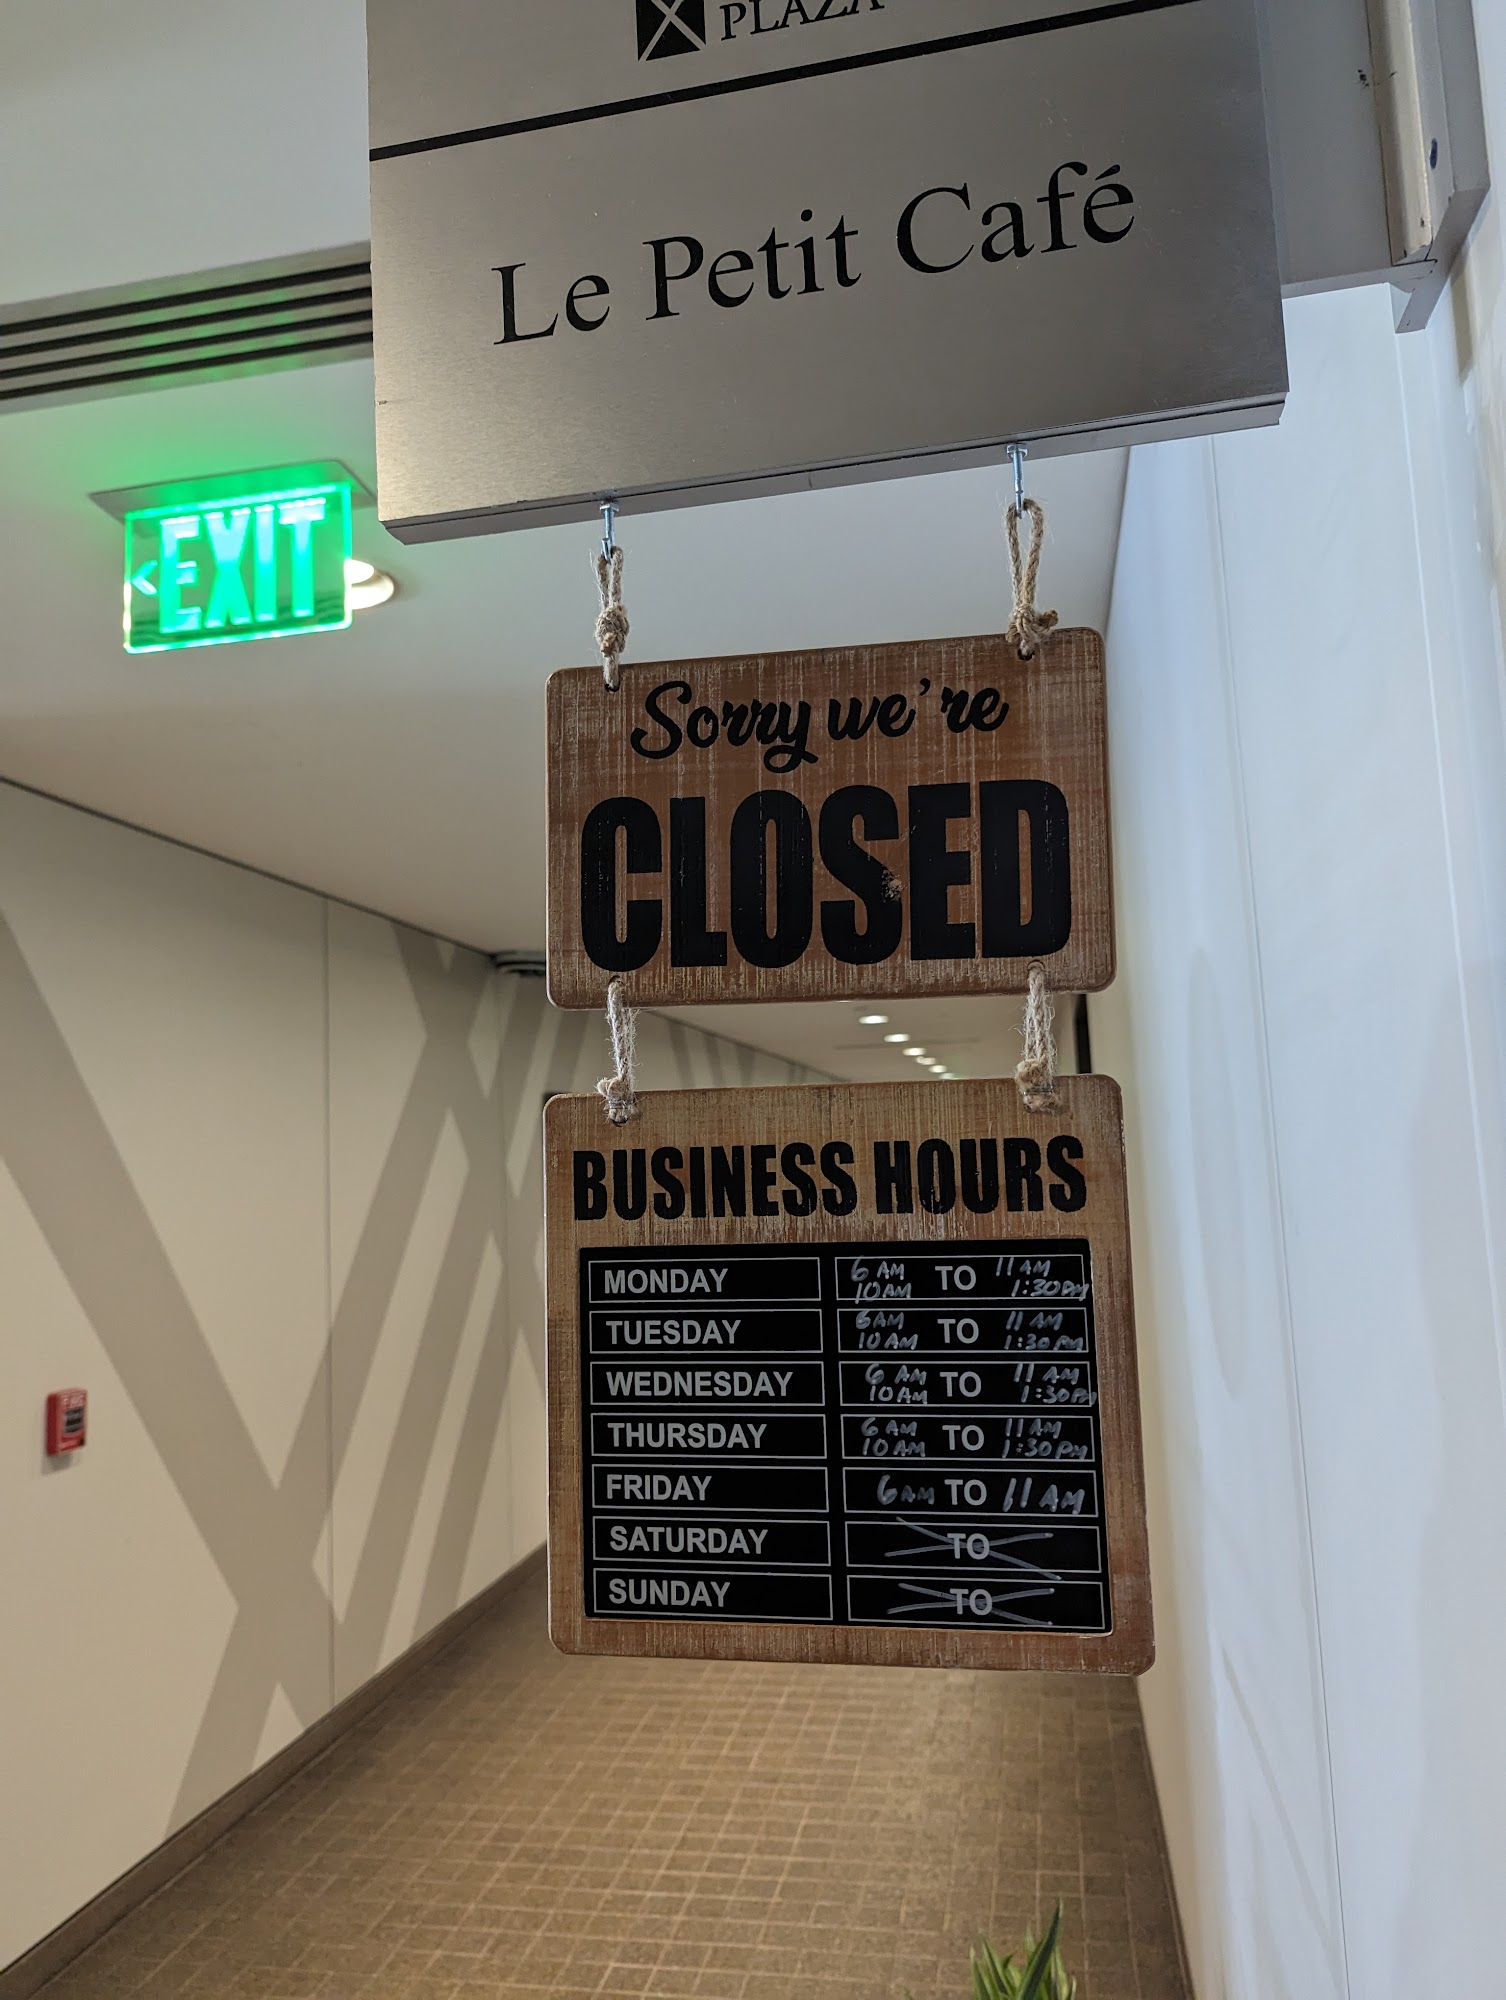 PLAZA
Le Petit Café
EXIT
Sorry we're
CLOSED
BUSINESS HOURS
MONDAY 6 AM 10 AM TO 11 AM 1:30 PM
TUESDAY 6 AM 10 AM TO 11 AM 1:30 PM
WEDNESDAY 6 AM 10 AM TO 11 AM 1:30 PM
THURSDAY 6 AM 10 AM TO 11 AM 1:30 PM
FRIDAY 6 AM TO 11 AM
SATURDAY TO
SUNDAY TO